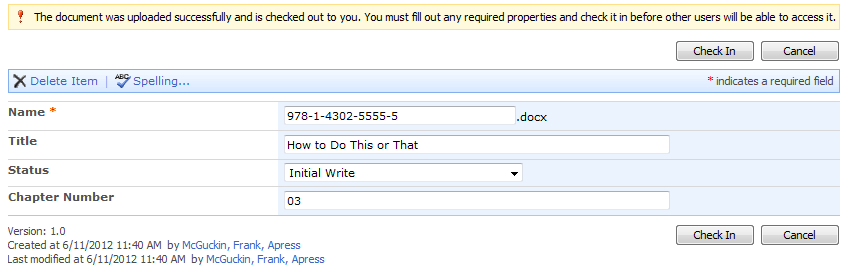 The document was uploaded successfully and is checked out to you. You must fill out any required properties and check it in before other users will be able to access it.
Check In Cancel
Delete Item | ABC Spelling... * indicates a required field
Name * 978-1-4302-5555-5 .docx
Title How to Do This or That
Status Initial Write
Chapter Number 03
Version: 1.0
Created at 6/11/2012 11:40 AM by McGuckin, Frank, Apress
Last modified at 6/11/2012 11:40 AM by McGuckin, Frank, Apress
Check In Cancel